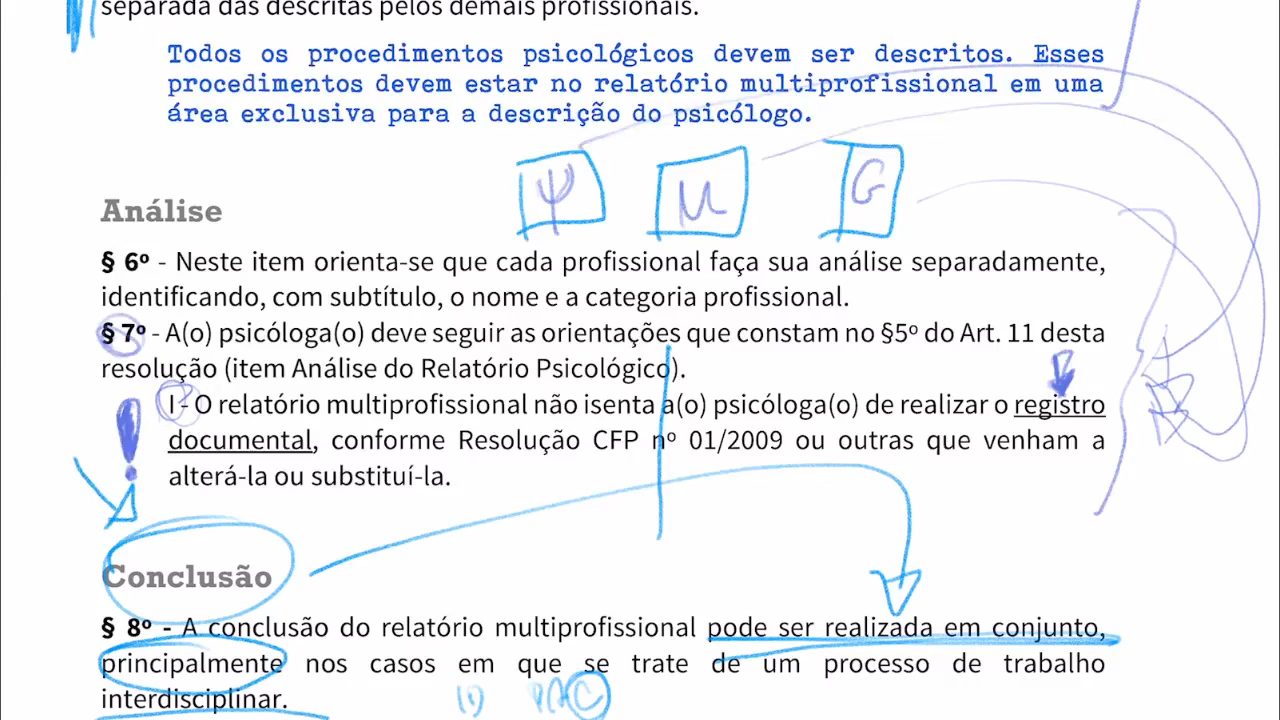 separada das descritas pelos demais profissionais.
Todos os procedimentos psicológicos devem ser descritos. Esses
procedimentos devem estar no relatório multiprofissional em uma
área exclusiva para a descrição do psicólogo.
Ψ M G
Análise
§ 6º - Neste item orienta-se que cada profissional faça sua análise separadamente,
identificando, com subtítulo, o nome e a categoria profissional.
§ 7º - A(o) psicóloga(o) deve seguir as orientações que constam no §5º do Art. 11 desta
resolução (item Análise do Relatório Psicológico).
! I - O relatório multiprofissional não isenta a(o) psicóloga(o) de realizar o registro
documental, conforme Resolução CFP nº 01/2009 ou outras que venham a
alterá-la ou substituí-la.
Conclusão
§ 8º - A conclusão do relatório multiprofissional pode ser realizada em conjunto,
principalmente nos casos em que se trate de um processo de trabalho
interdisciplinar.